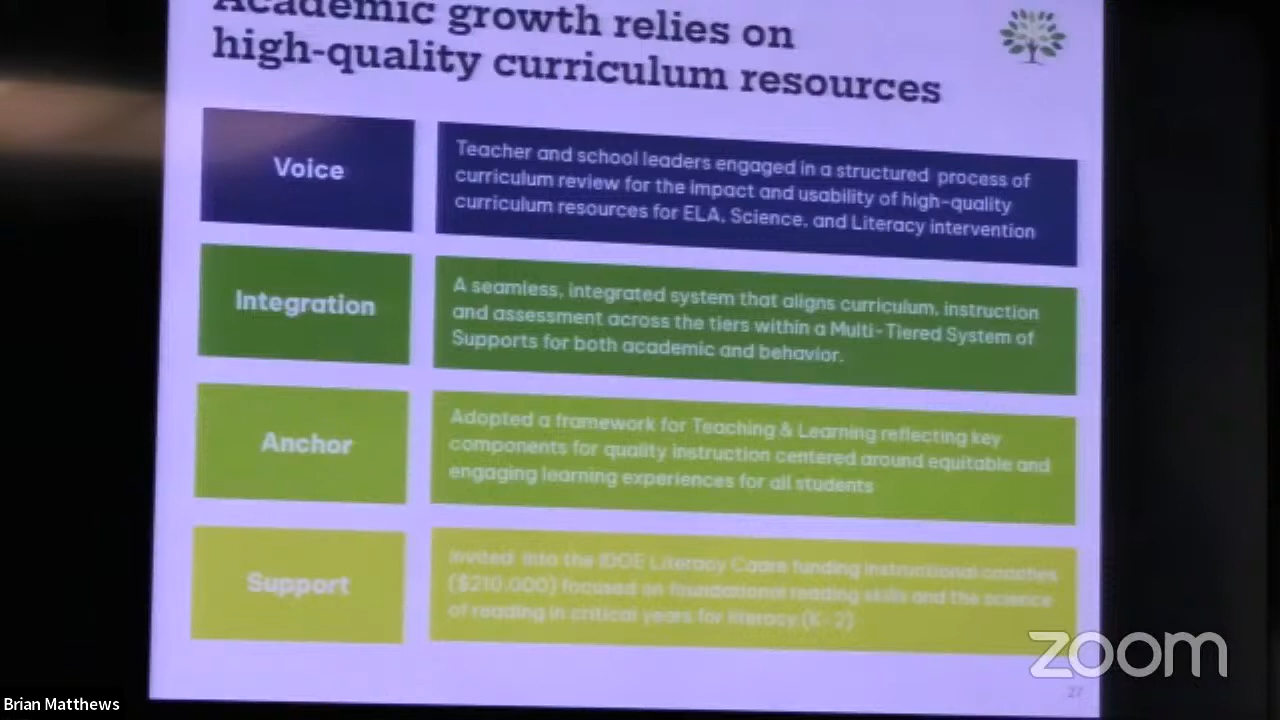 Academic growth relies on
high-quality curriculum resources
Voice
Teacher and school leaders engaged in a structured process of
curriculum review for the impact and usability of high-quality
curriculum resources for ELA, Science, and Literacy intervention
Integration
A seamless, integrated system that aligns curriculum, instruction
and assessment across the tiers within a Multi-Tiered System of
Supports for both academic and behavior.
Anchor
Adopted a framework for Teaching & Learning reflecting key
components for quality instruction centered around equitable and
engaging learning experiences for all students
Support
Invited into the IDOE Literacy Cadre funding instructional coaches
($210,000) focused on foundational reading skills and the science
of reading in critical years for literacy (K-2)
27
zoom
Brian Matthews